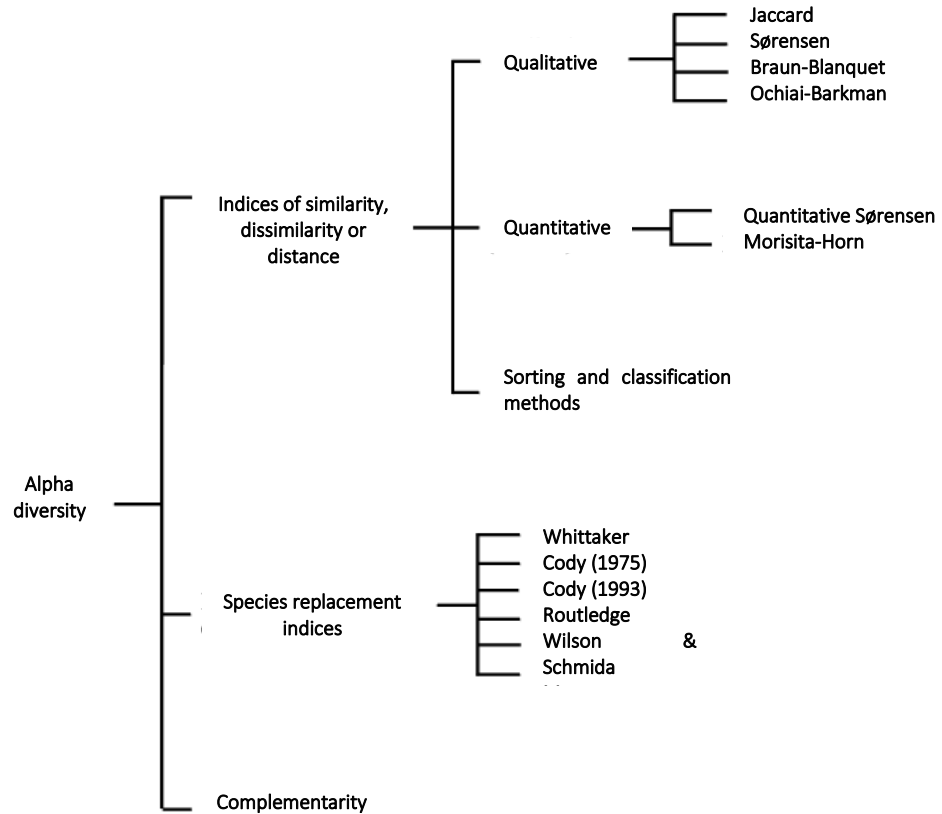 Jaccard
Sørensen
Braun-Blanquet
Ochiai-Barkman
Qualitative
Indices of similarity,
dissimilarity or
distance
Quantitative
Quantitative Sørensen
Morisita-Horn
Sorting and classification
methods
Alpha
diversity
Species replacement
indices
Whittaker
Cody (1975)
Cody (1993)
Routledge
Wilson &
Schmida
Complementarity